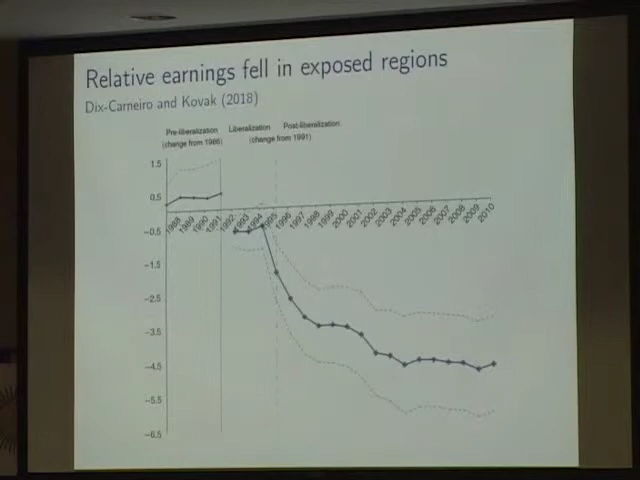 Relative earnings fell in exposed regions
Dix-Carneiro and Kovak (2018)
Pre-liberalization Liberalization Post-liberalization
(change from 1986) (change from 1991)
1.5
0.5
−0.5
−1.5
−2.5
−3.5
−4.5
−5.5
−6.5
1988 1989 1990 1991 1992 1993 1994 1995 1996 1997 1998 1999 2000 2001 2002 2003 2004 2005 2006 2007 2008 2009 2010